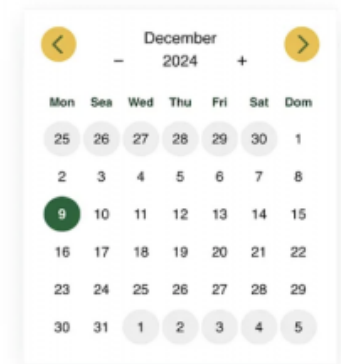 December
− 2024 +
Mon Sea Wed Thu Fri Sat Dom
25 26 27 28 29 30 1
2 3 4 5 6 7 8
9 10 11 12 13 14 15
16 17 18 19 20 21 22
23 24 25 26 27 28 29
30 31 1 2 3 4 5